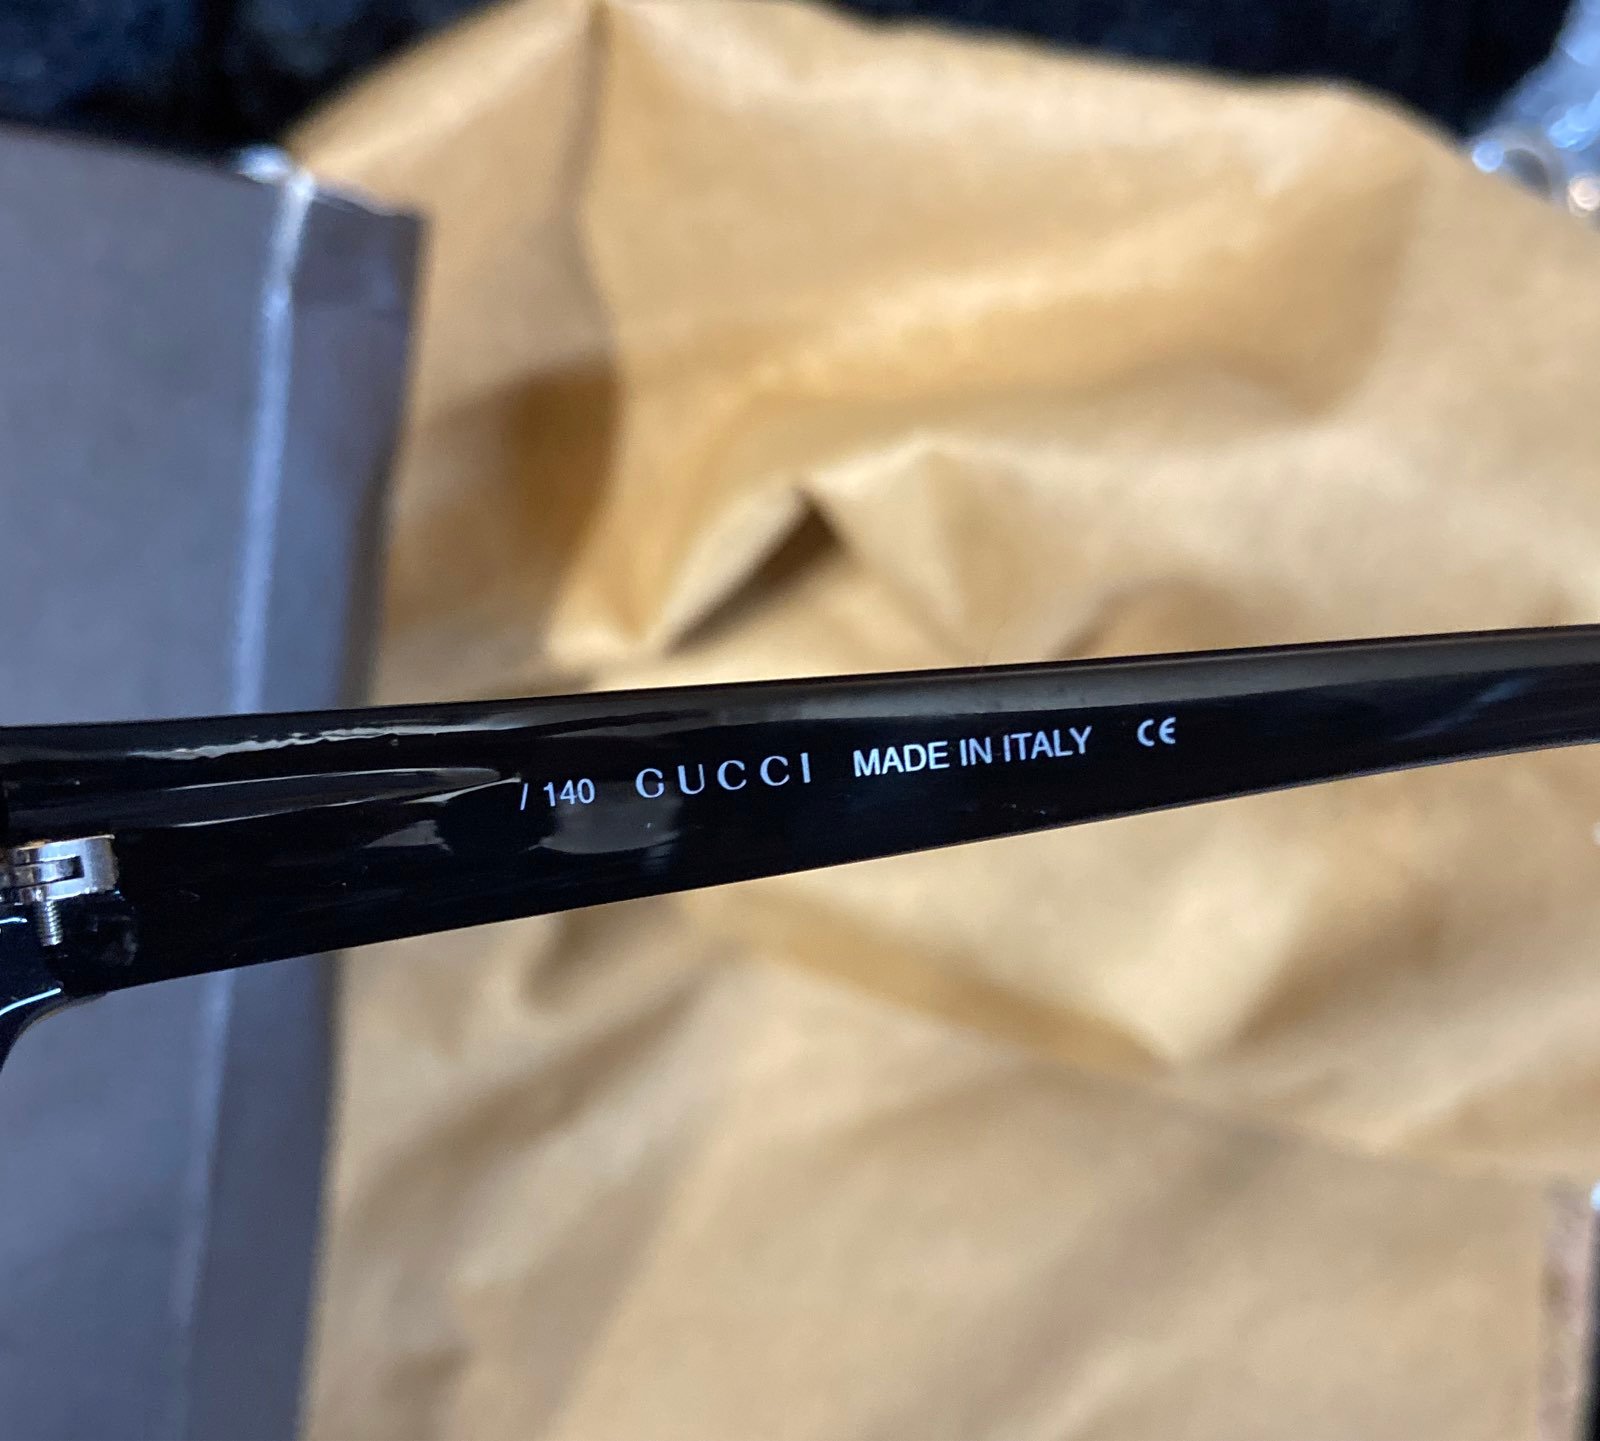 / 140 GUCCI MADE IN ITALY CE